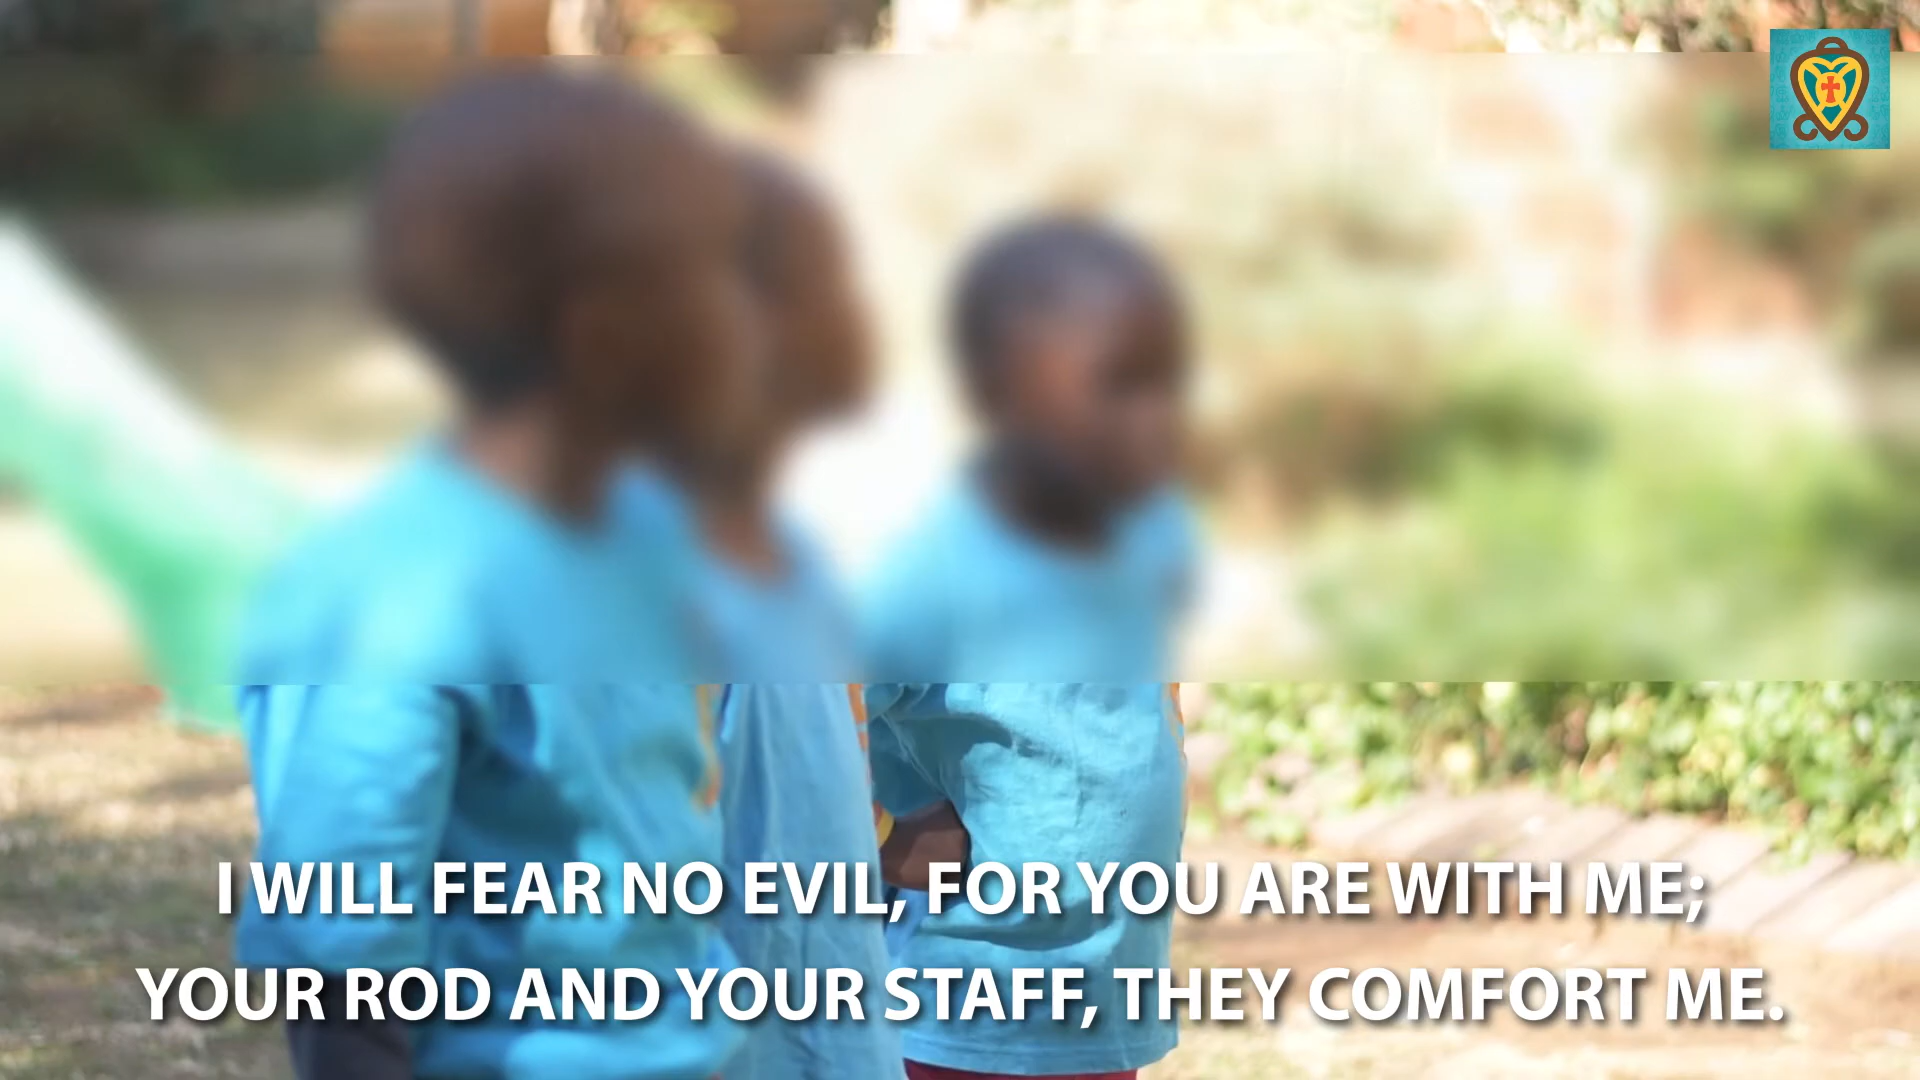 I WILL FEAR NO EVIL, FOR YOU ARE WITH ME;
YOUR ROD AND YOUR STAFF, THEY COMFORT ME.